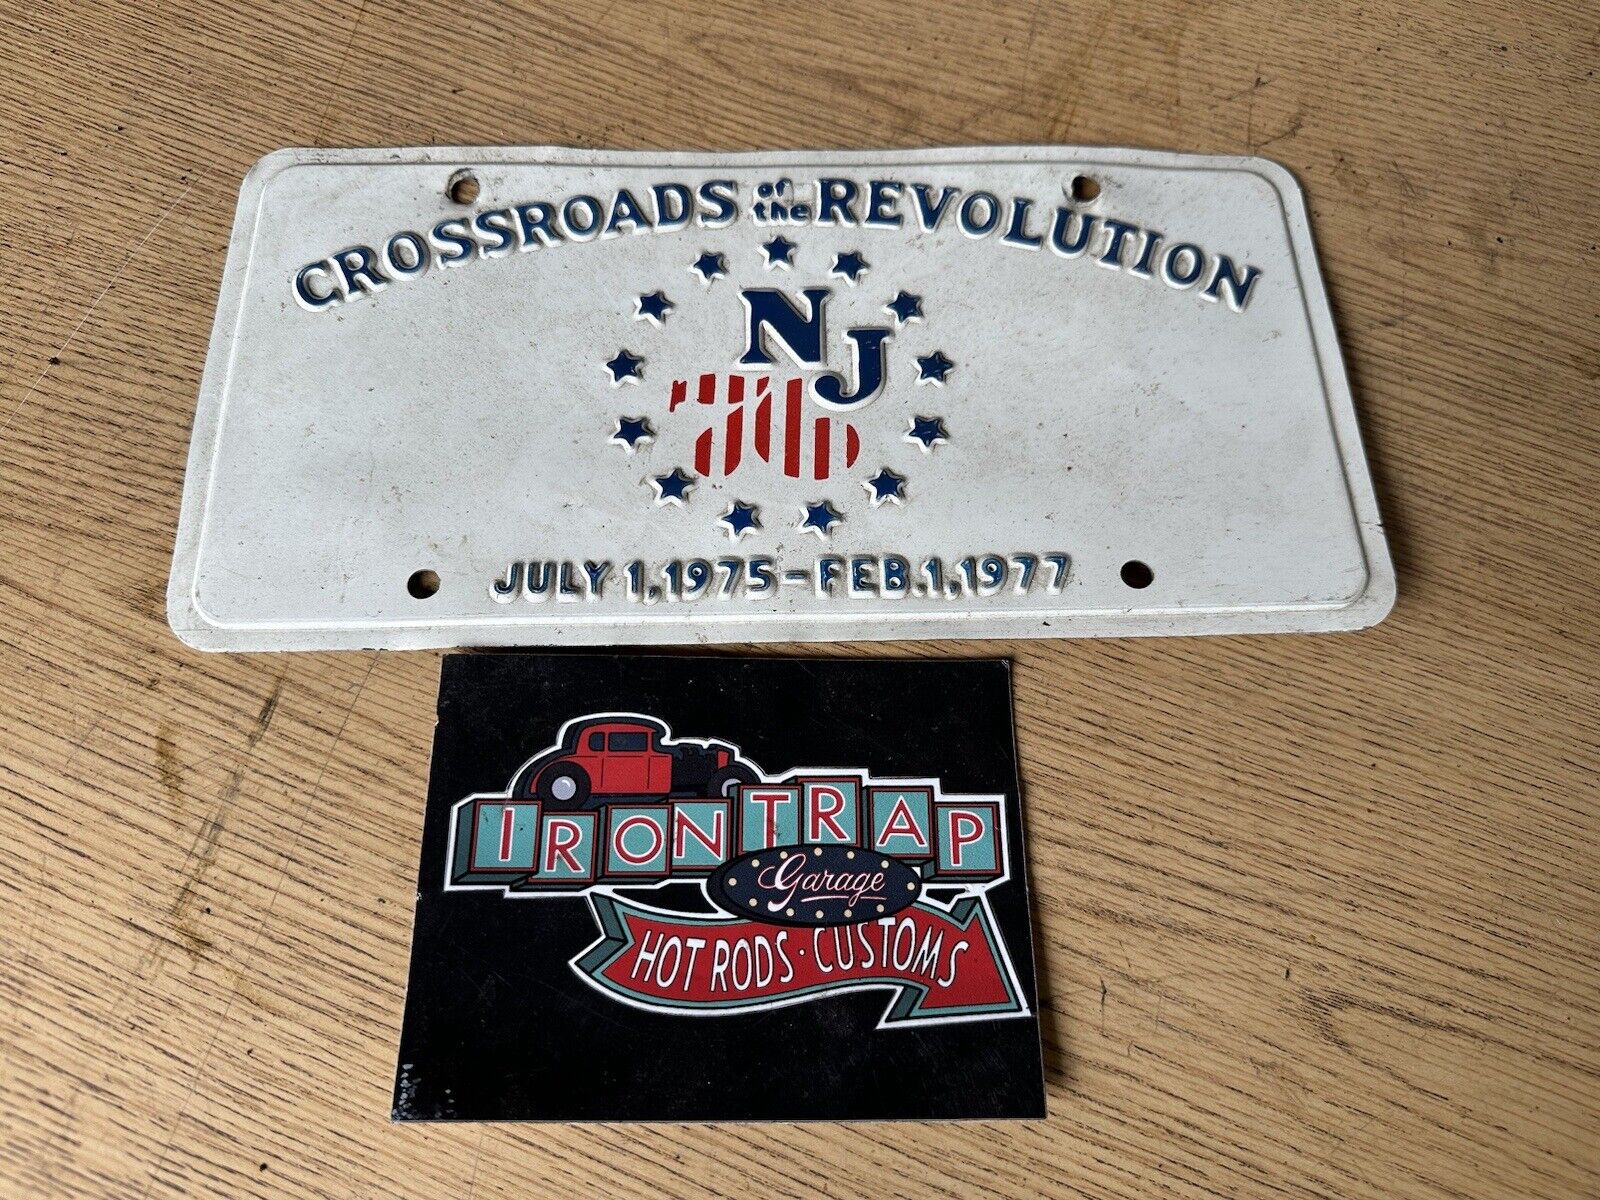 CROSSROADS of the REVOLUTION
NJ
JULY 1, 1975 - FEB. 1, 1977
IRONTRAP
Garage
HOT RODS · CUSTOMS